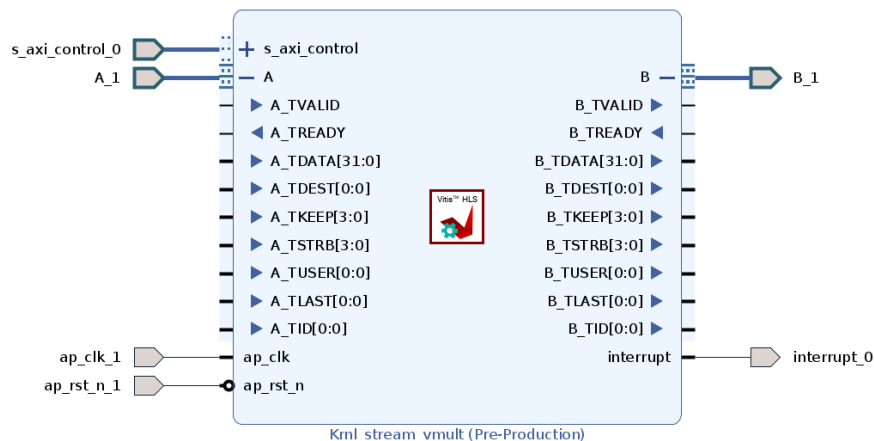 s_axi_control_0
s_axi_control
A_1
A
B
B_1
A_TVALID
B_TVALID
A_TREADY
B_TREADY
A_TDATA[31:0]
B_TDATA[31:0]
A_TDEST[0:0]
B_TDEST[0:0]
A_TKEEP[3:0]
B_TKEEP[3:0]
Vitis™ HLS
A_TSTRB[3:0]
B_TSTRB[3:0]
A_TUSER[0:0]
B_TUSER[0:0]
A_TLAST[0:0]
B_TLAST[0:0]
A_TID[0:0]
B_TID[0:0]
ap_clk_1
ap_clk
interrupt
interrupt_0
ap_rst_n_1
ap_rst_n
Krnl_stream_vmult (Pre-Production)